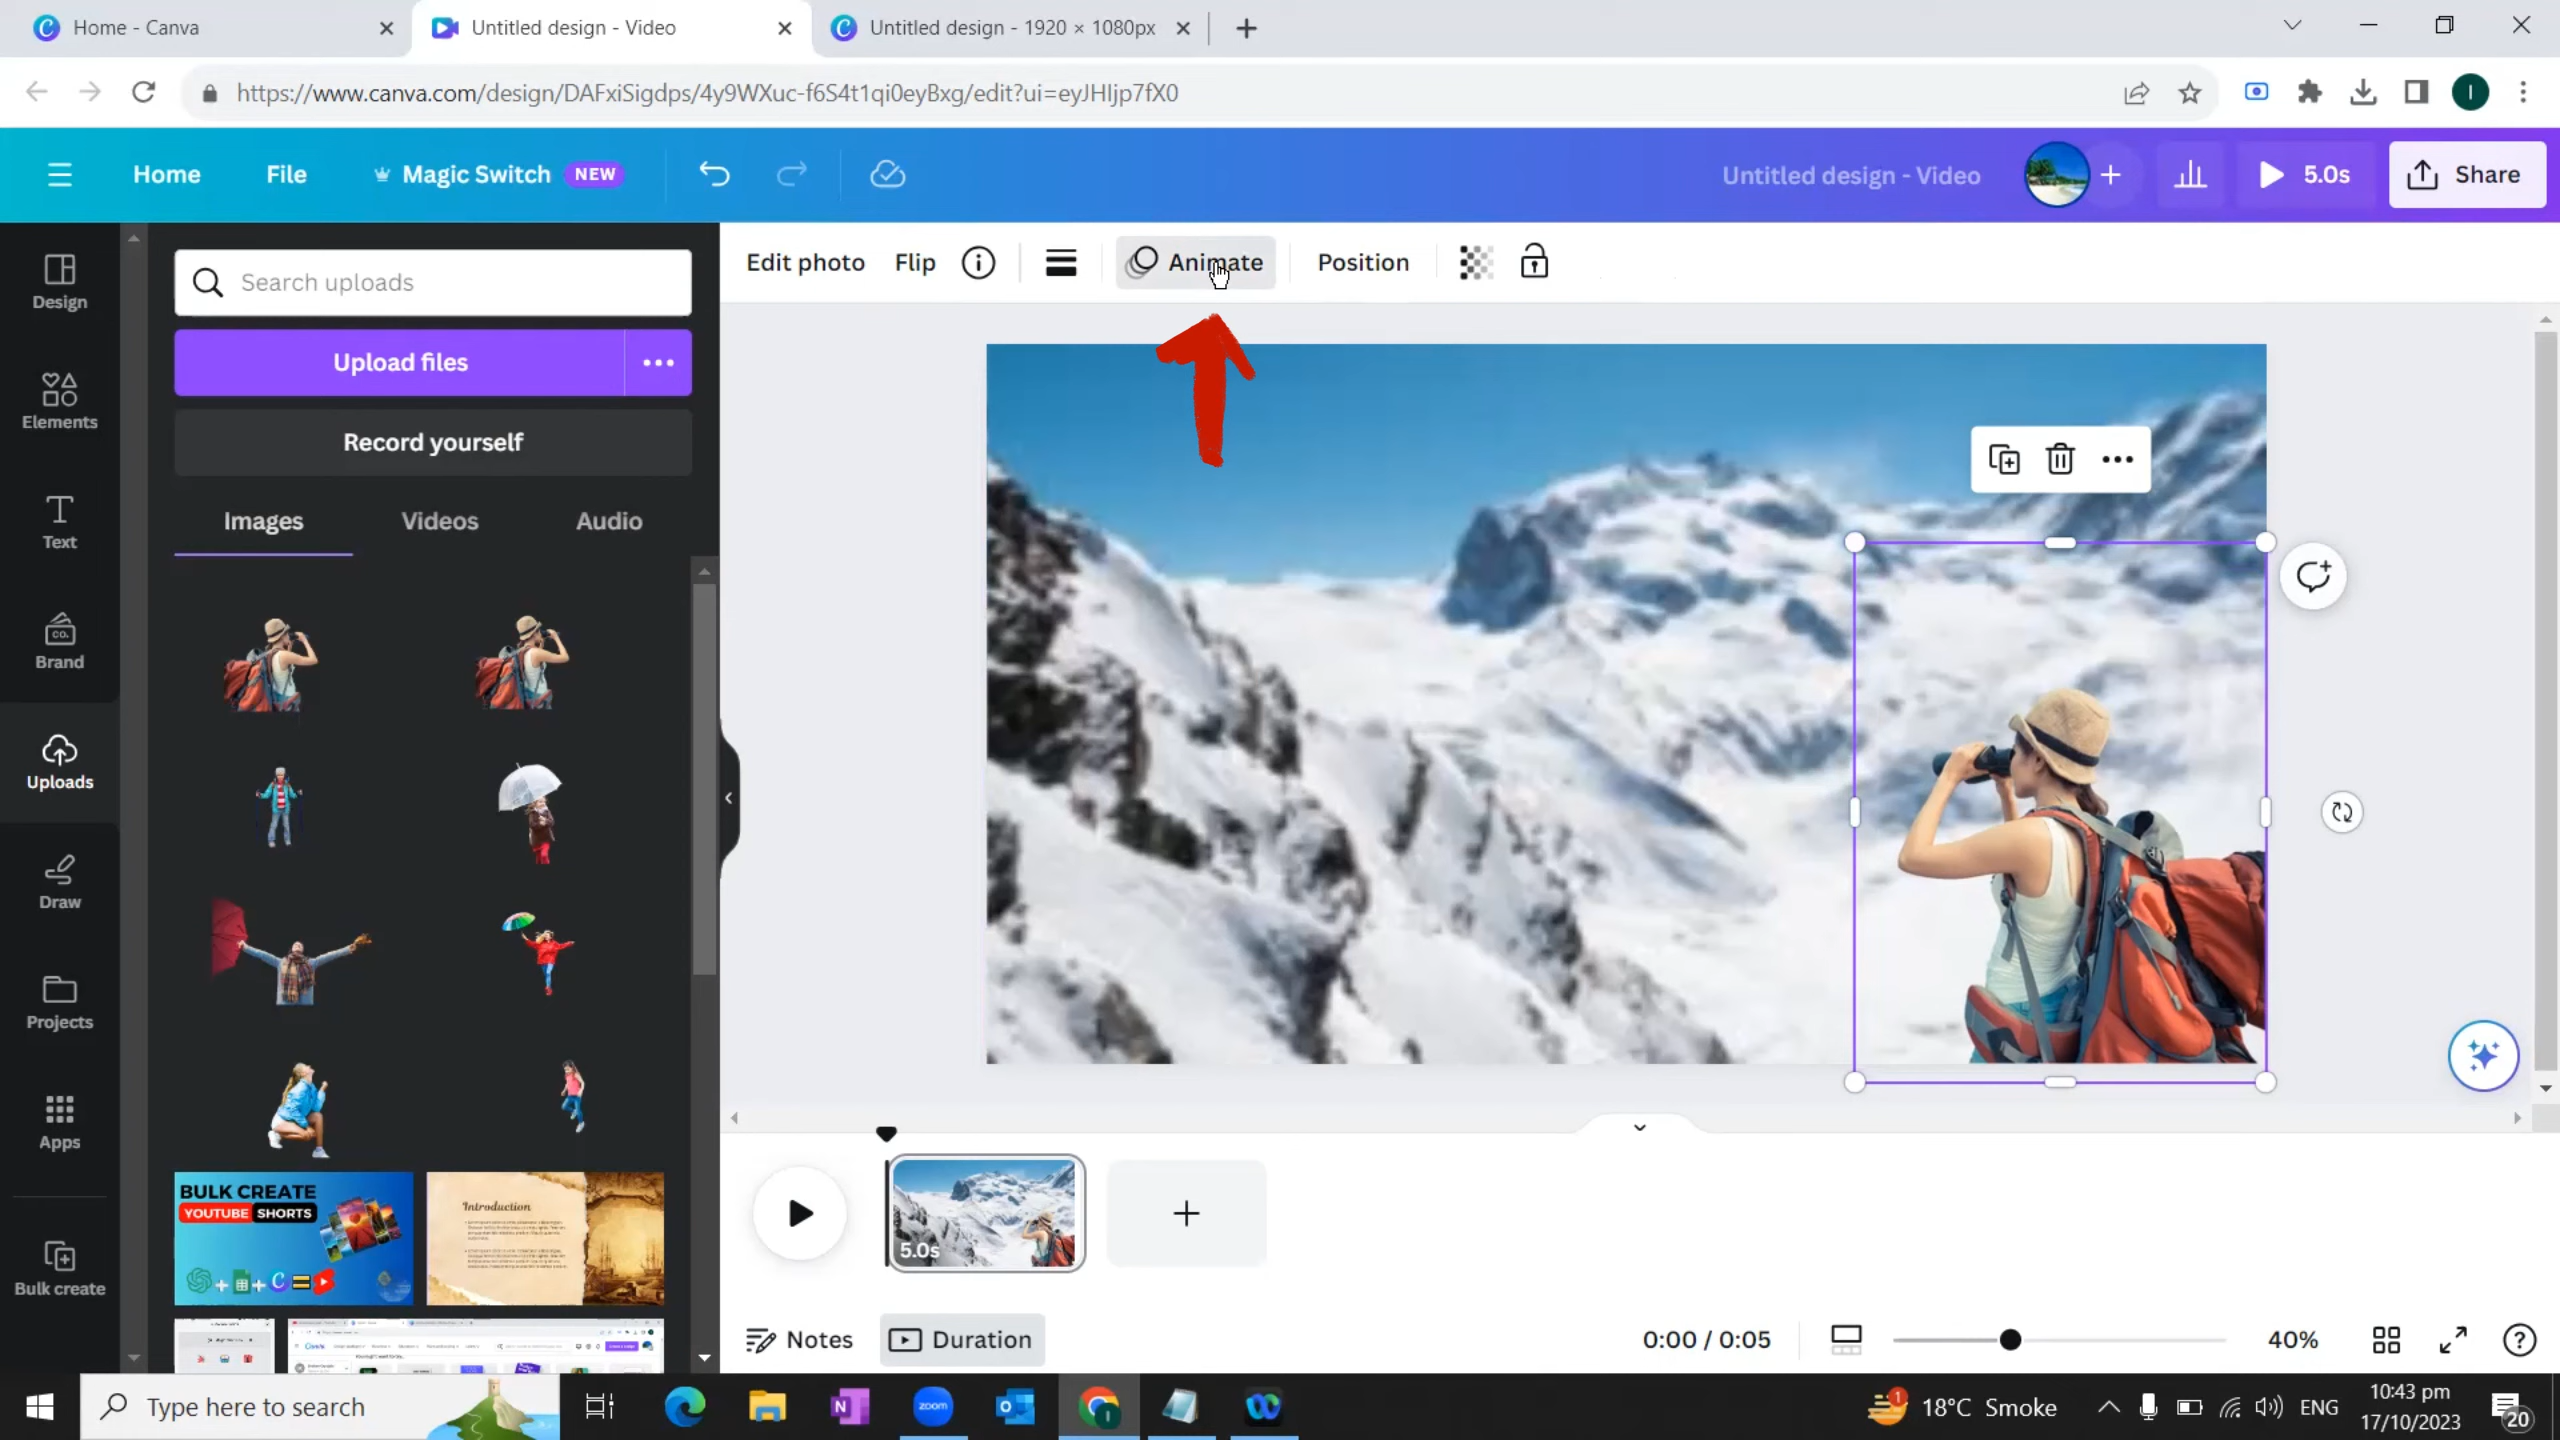 Home - Canva
Untitled design - Video
Untitled design - 1920 × 1080px
https://www.canva.com/design/DAFxiSigdps/4y9WXuc-f6S4t1qi0eyBxg/edit?ui=eyJHIjp7fX0
I
Home
File
Magic Switch
NEW
Untitled design - Video
5.0s
Share
Design
Elements
Text
CO.
Brand
Uploads
Draw
Projects
Apps
Bulk create
Search uploads
Upload files
Record yourself
Images
Videos
Audio
BULK CREATE
YOUTUBE SHORTS
Introduction
Edit photo
Flip
Animate
Position
5.0s
Notes
Duration
0:00 / 0:05
40%
Type here to search
zoom
1
18°C Smoke
ENG
10:43 pm
17/10/2023
20